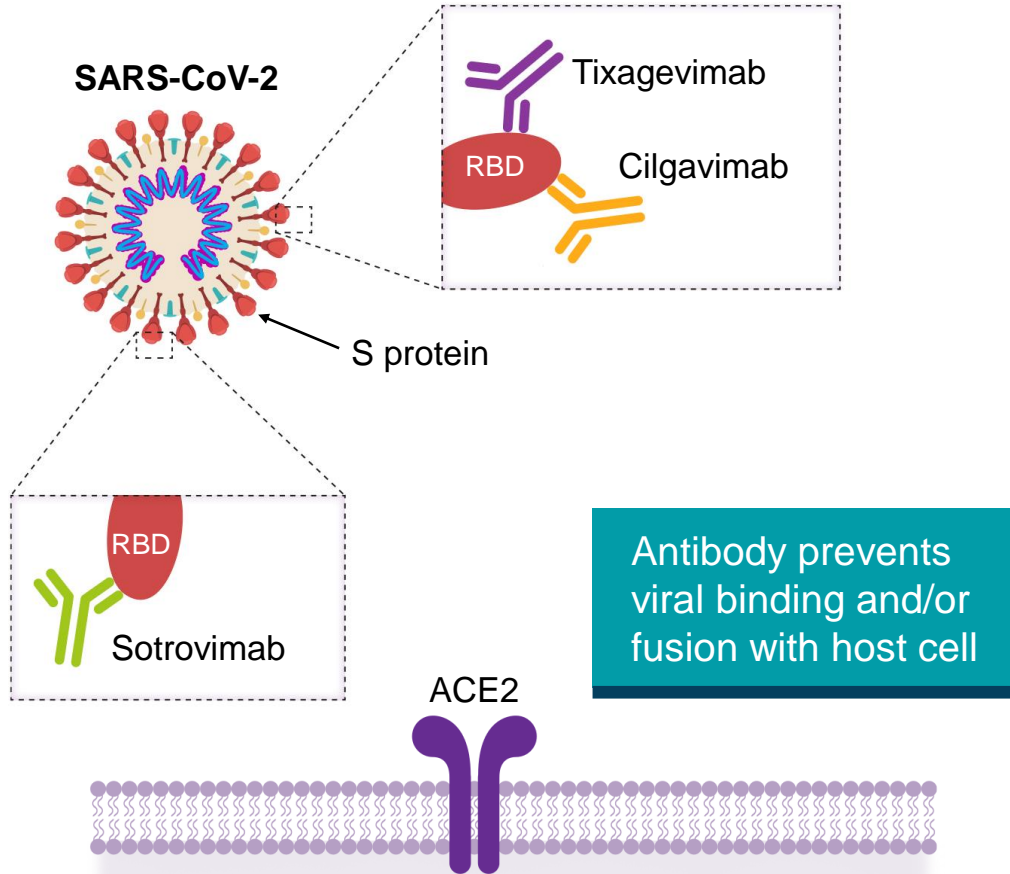 SARS-CoV-2
Tixagevimab
RBD
Cilgavimab
S protein
RBD
Sotrovimab
Antibody prevents
viral binding and/or
fusion with host cell
ACE2